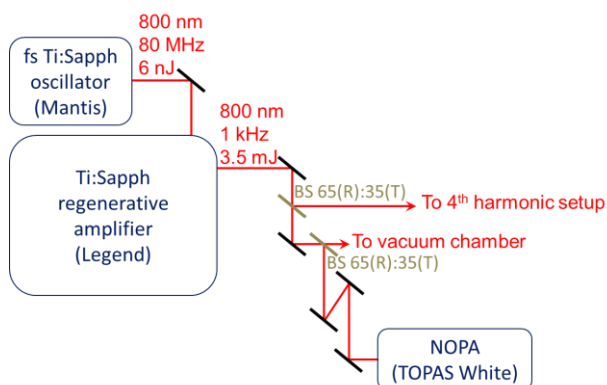 800 nm
80 MHz
6 nJ
fs Ti:Sapph
oscillator
(Mantis)
800 nm
1 kHz
3.5 mJ
Ti:Sapph
regenerative
amplifier
(Legend)
BS 65(R):35(T)
To 4th harmonic setup
To vacuum chamber
BS 65(R):35(T)
NOPA
(TOPAS White)